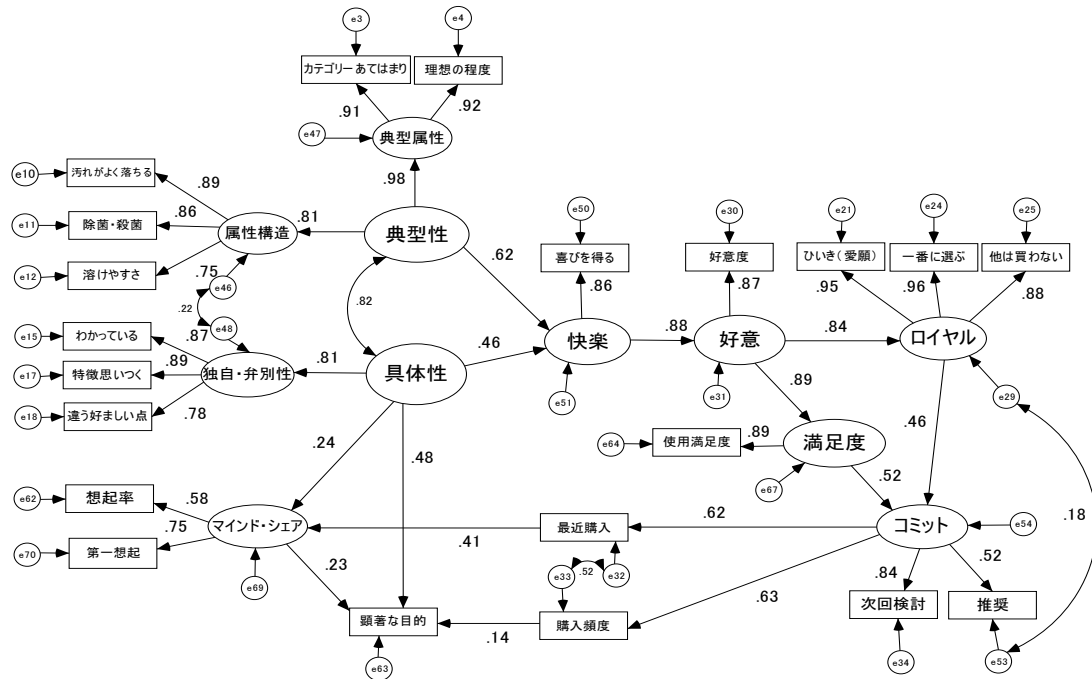 e3
e4
カテゴリーあてはまり
理想の程度
.91
.92
e47
典型属性
.98
e10
汚れがよく落ちる
.89
e11
除菌・殺菌
.86
属性構造
.81
典型性
e12
溶けやすさ
.75
e46
.22
.82
.62
e50
喜びを得る
.86
e30
好意度
.87
e21
e24
e25
ひいき(愛願)
一番に選ぶ
他は買わない
.95
.96
.88
e15
わかっている
.87
e48
e17
特徴思いつく
.89
独自・弁別性
.81
具体性
.46
快楽
.88
好意
.84
ロイヤル
e18
違う好ましい点
.78
e51
e31
e29
.89
.46
.24
.48
e64
使用満足度
.89
満足度
e67
.52
e62
想起率
.58
マインド・シェア
.41
最近購入
.62
コミット
e54
.18
e70
第一想起
.75
e69
.23
e33
.52
e32
.63
.84
.52
顕著な目的
.14
購入頻度
次回検討
推奨
e63
e34
e53